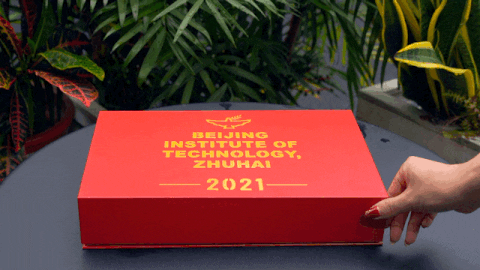 BEIJING
INSTITUTE OF
TECHNOLOGY,
ZHUHAI
2021